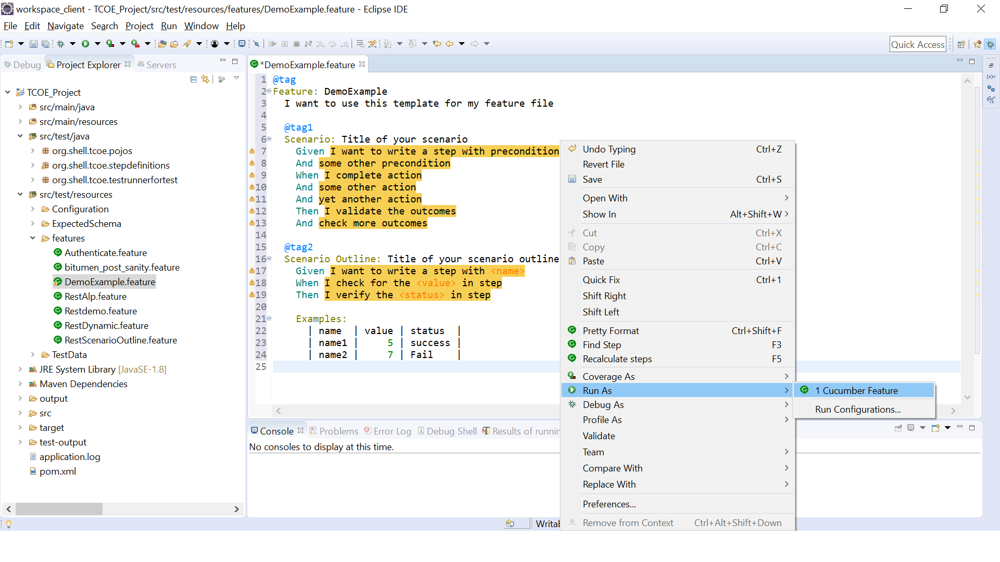 workspace_client - TCOE_Project/src/test/resources/features/DemoExample.feature - Eclipse IDE
File Edit Navigate Search Project Run Window Help
Quick Access
Debug Project Explorer Servers
TCOE_Project
src/main/java
src/main/resources
src/test/java
org.shell.tcoe.pojos
org.shell.tcoe.stepdefinitions
org.shell.tcoe.testrunnerfortest
src/test/resources
Configuration
ExpectedSchema
features
Authenticate.feature
bitumen_post_sanity.feature
DemoExample.feature
RestAlp.feature
Restdemo.feature
RestDynamic.feature
RestScenarioOutline.feature
TestData
JRE System Library [JavaSE-1.8]
Maven Dependencies
output
src
target
test-output
application.log
pom.xml
*DemoExample.feature
1 @tag
2 Feature: DemoExample
3 I want to use this template for my feature file
4
5 @tag1
6 Scenario: Title of your scenario
7 Given I want to write a step with precondition
8 And some other precondition
9 When I complete action
10 And some other action
11 And yet another action
12 Then I validate the outcomes
13 And check more outcomes
14
15 @tag2
16 Scenario Outline: Title of your scenario outline
17 Given I want to write a step with <name>
18 When I check for the <value> in step
19 Then I verify the <status> in step
20
21 Examples:
22 | name | value | status |
23 | name1 | 5 | success |
24 | name2 | 7 | Fail |
25
Undo Typing Ctrl+Z
Revert File
Save Ctrl+S
Open With
Show In Alt+Shift+W
Cut Ctrl+X
Copy Ctrl+C
Paste Ctrl+V
Quick Fix Ctrl+1
Shift Right
Shift Left
Pretty Format Ctrl+Shift+F
Find Step F3
Recalculate steps F5
Coverage As
Run As
Debug As
Profile As
Validate
Team
Compare With
Replace With
Preferences...
Remove from Context Ctrl+Alt+Shift+Down
1 Cucumber Feature
Run Configurations...
Console Problems Error Log Debug Shell Results of runnin
No consoles to display at this time.
Writab
(x)=